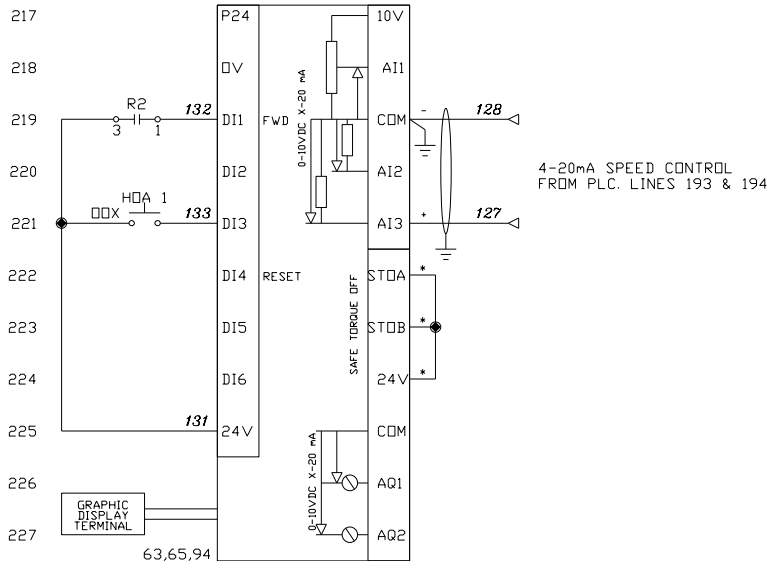 217 P24 10V
218 0V AI1
0-10VDC X-20 mA
R2
219 3 1 132 DI1 FWD COM - 128
220 DI2 AI2
4-20mA SPEED CONTROL
FROM PLC. LINES 193 & 194
HOA 1
OOX
221 133 DI3 AI3 + 127
222 DI4 RESET STOA *
SAFE TORQUE OFF
223 DI5 STOB *
224 DI6 24V *
225 131 24V COM
0-10VDC X-20 mA
226 AQ1
GRAPHIC
DISPLAY
TERMINAL
227 AQ2
63,65,94